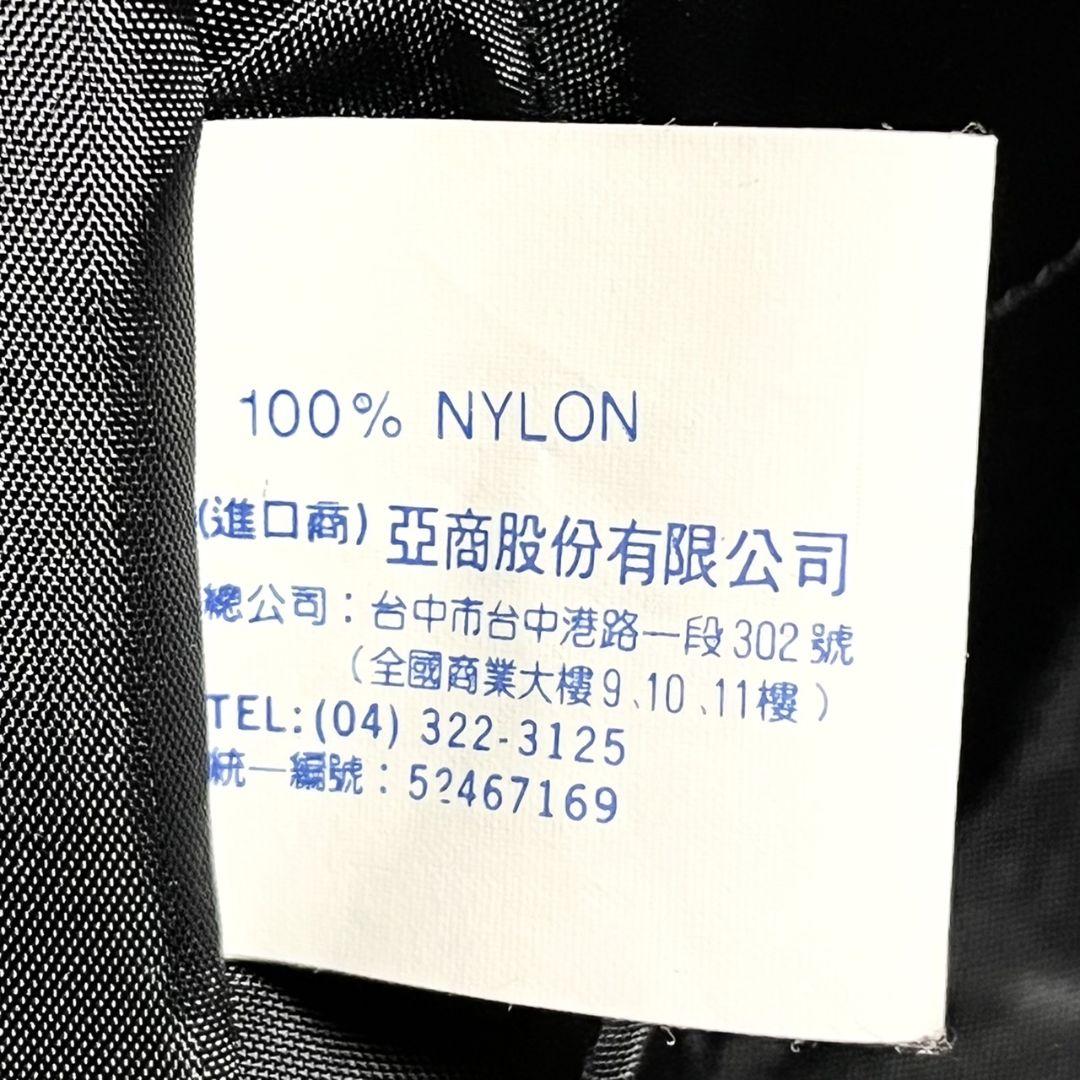 100% NYLON
(進口商) 亞商股份有限公司
總公司：台中市台中港路一段302號
(全國商業大樓9、10、11樓)
TEL:(04) 322-3125
統一編號：52467169